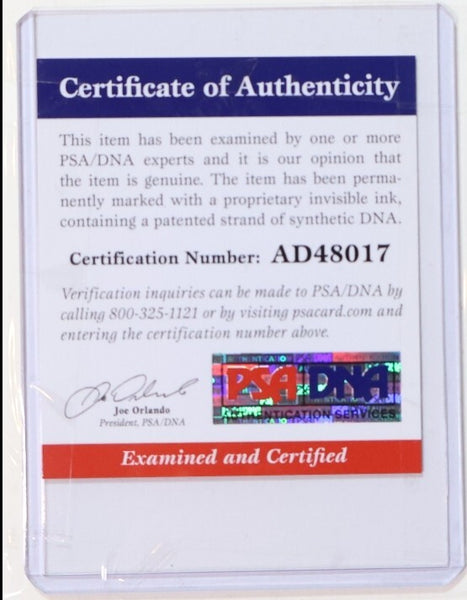 Certificate of Authenticity
This item has been examined by one or more
PSA/DNA experts and it is our opinion that
the item is genuine. The item has been perma-
nently marked with a proprietary invisible ink,
containing a patented strand of synthetic DNA.
Certification Number: AD48017
Verification inquiries can be made to PSA/DNA by
calling 800-325-1121 or by visiting psacard.com and
entering the certification number above.
PSA DNA
AUTHENTICATION SERVICES
Joe Orlando
President, PSA/DNA
Examined and Certified